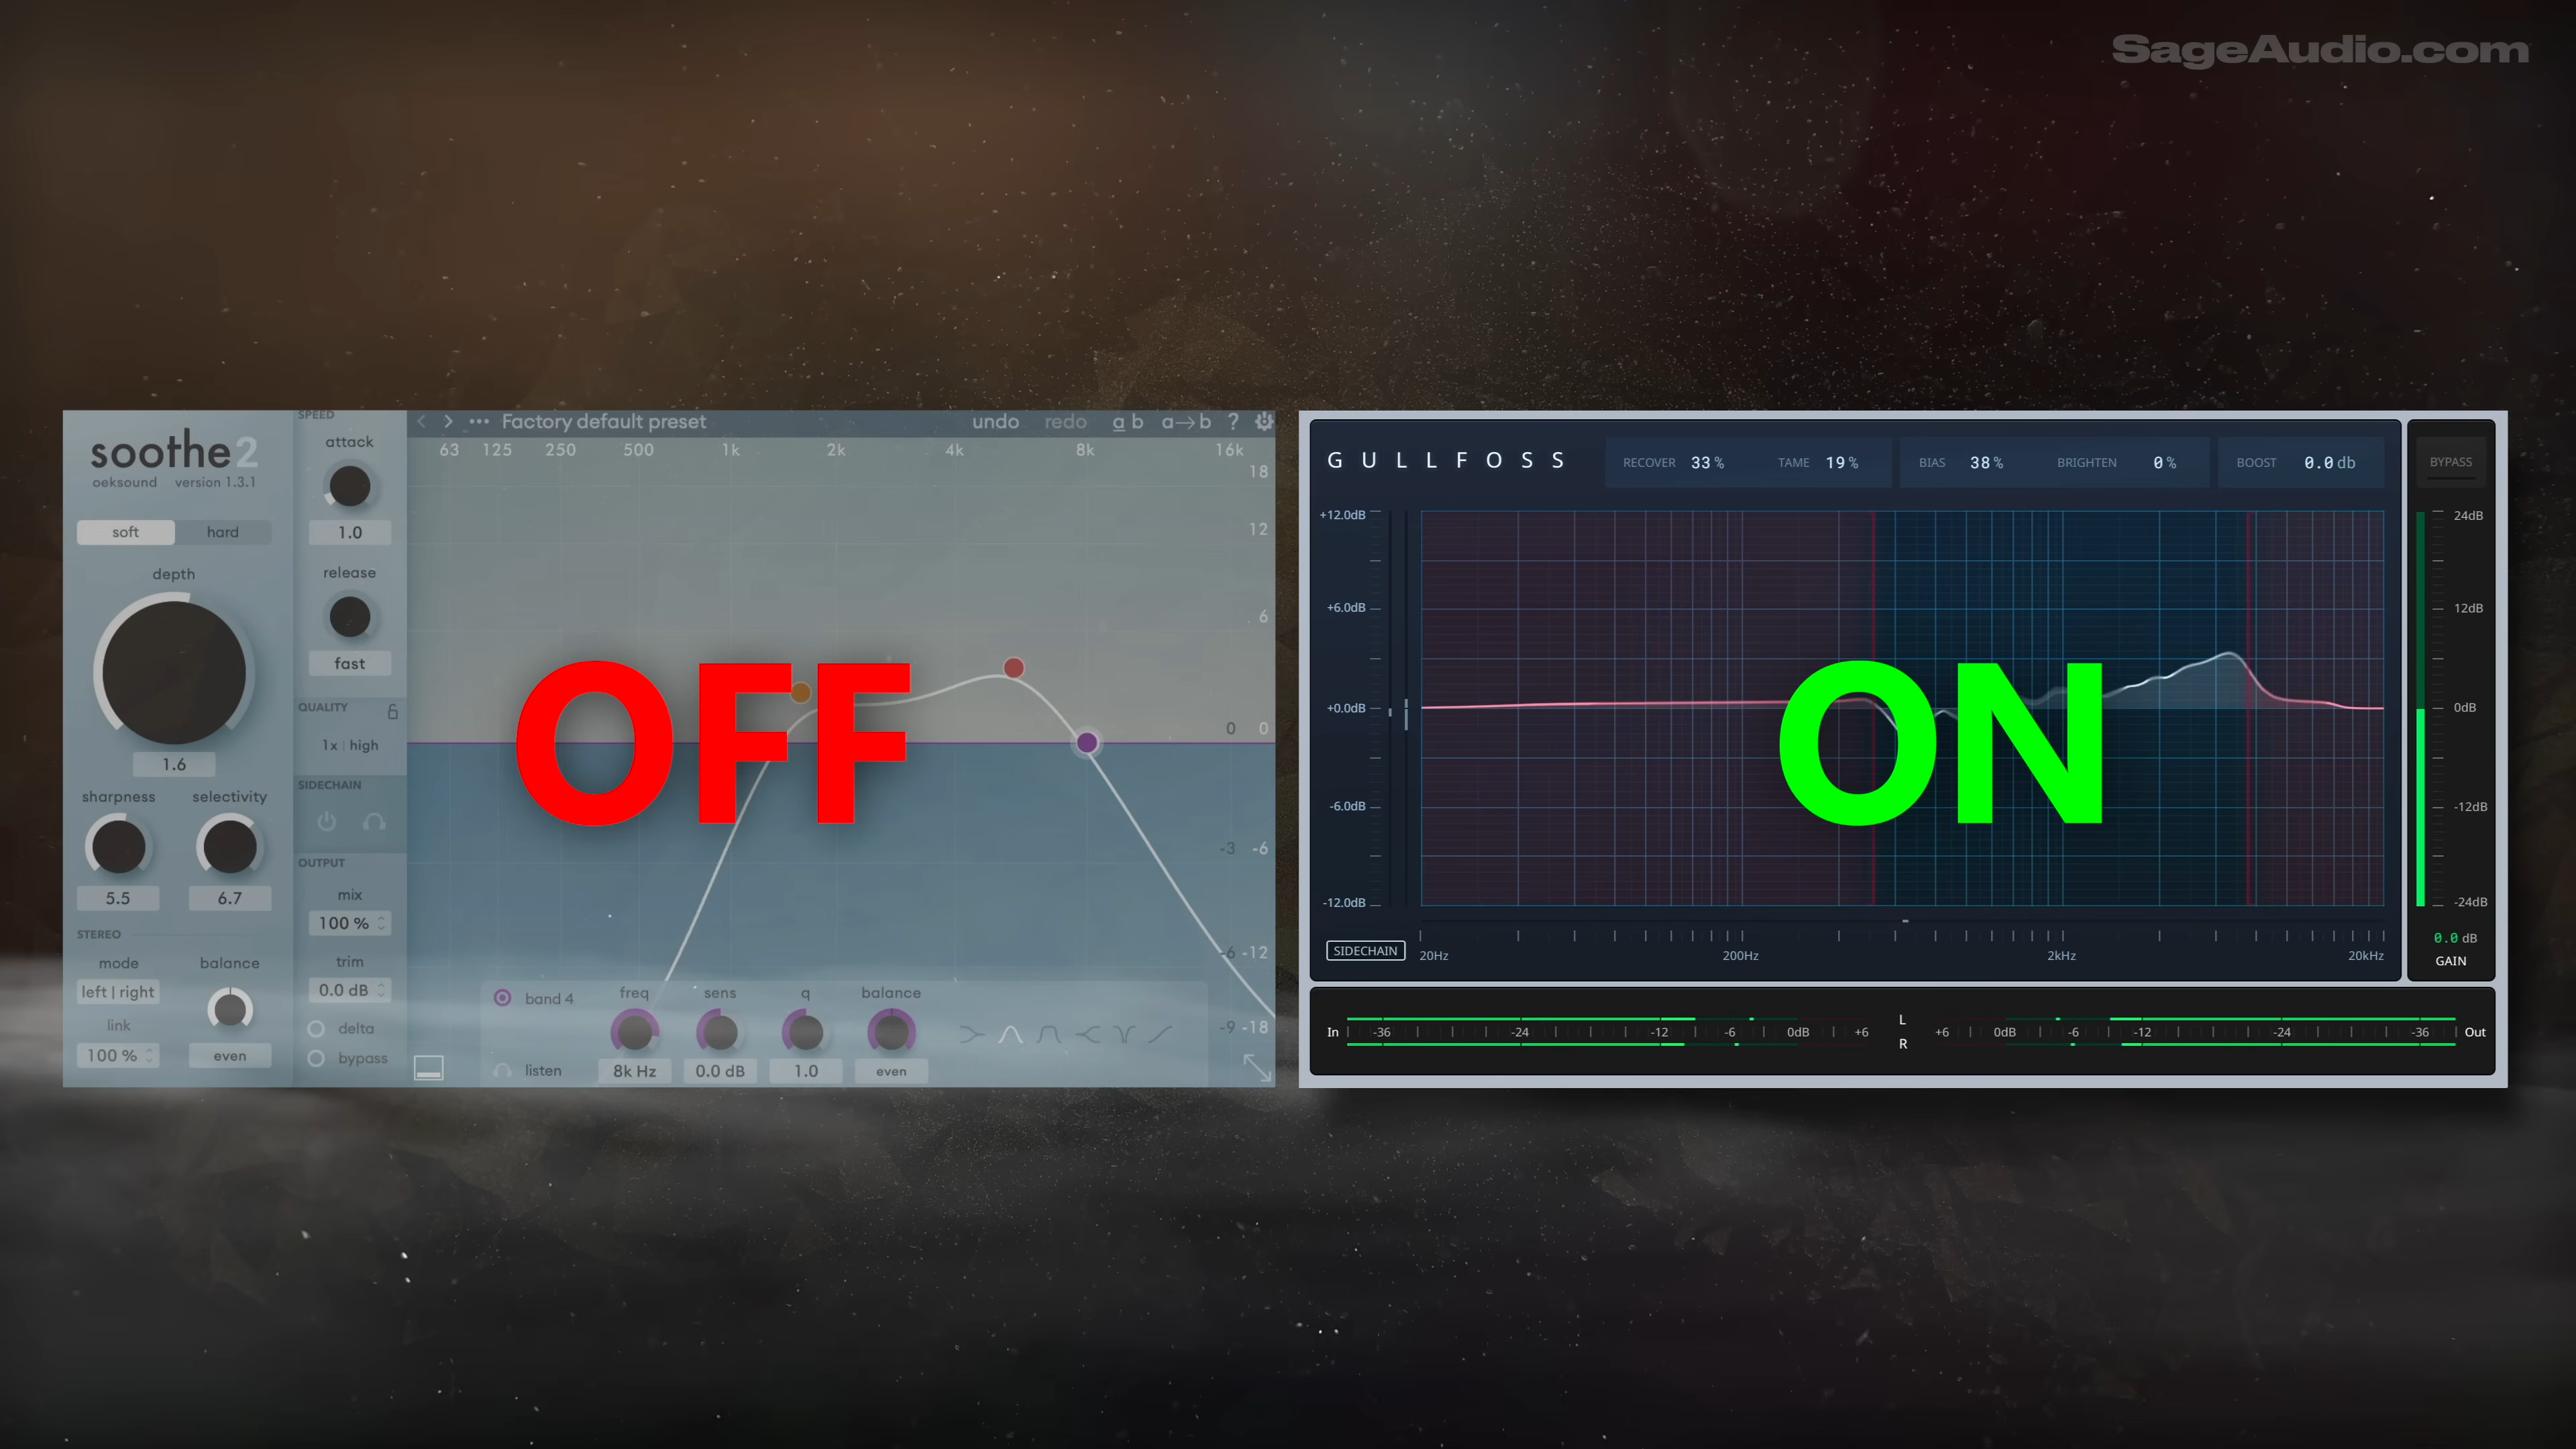 SageAudio.com
soothe2
oeksound version 1.3.1
soft hard
depth
1.6
sharpness selectivity
5.5 6.7
STEREO
mode balance
left | right
link
100 % even
SPEED
attack
1.0
release
fast
QUALITY
1x | high
SIDECHAIN
OUTPUT
mix
100 %
trim
0.0 dB
delta
bypass
< > ••• Factory default preset undo redo a b a→b ?
63 125 250 500 1k 2k 4k 8k 16k
18
12
6
0 0
-3 -6
-6 -12
-9 -18
OFF
band 4 freq sens q balance
listen 8k Hz 0.0 dB 1.0 even
GULLFOSS
RECOVER 33 % TAME 19 % BIAS 38 % BRIGHTEN 0 % BOOST 0.0 db
BYPASS
+12.0dB
+6.0dB
+0.0dB
-6.0dB
-12.0dB
ON
24dB
12dB
0dB
-12dB
-24dB
0.0 dB
GAIN
SIDECHAIN
20Hz 200Hz 2kHz 20kHz
In -36 -24 -12 -6 0dB +6 L +6 0dB -6 -12 -24 -36 Out
R